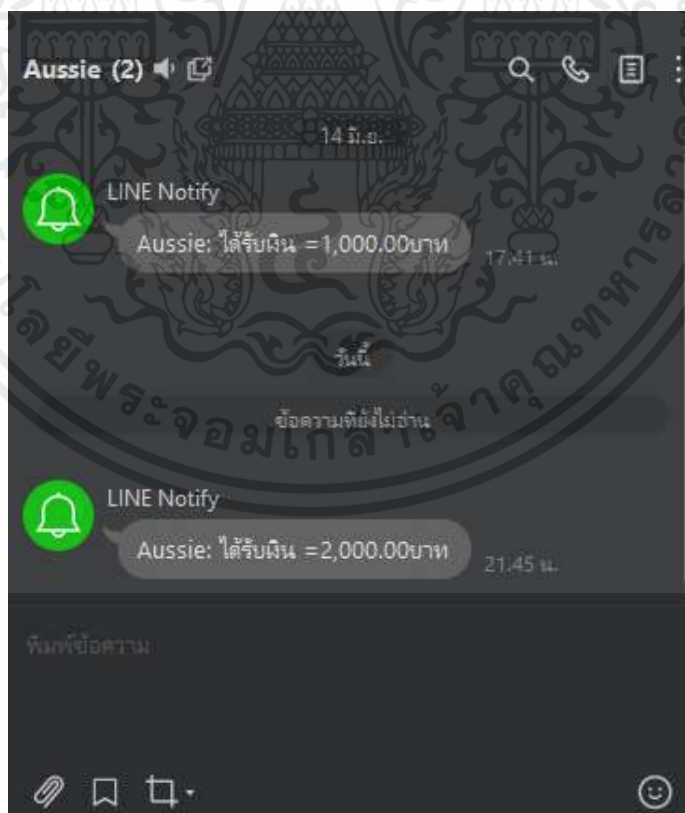 Aussie (2)
14 มิ.ย.
LINE Notify
Aussie: ได้รับเงิน =1,000.00บาท
17.41 น.
วันนี้
ข้อความที่ยังไม่อ่าน
LINE Notify
Aussie: ได้รับเงิน =2,000.00บาท
21.45 น.
พิมพ์ข้อความ